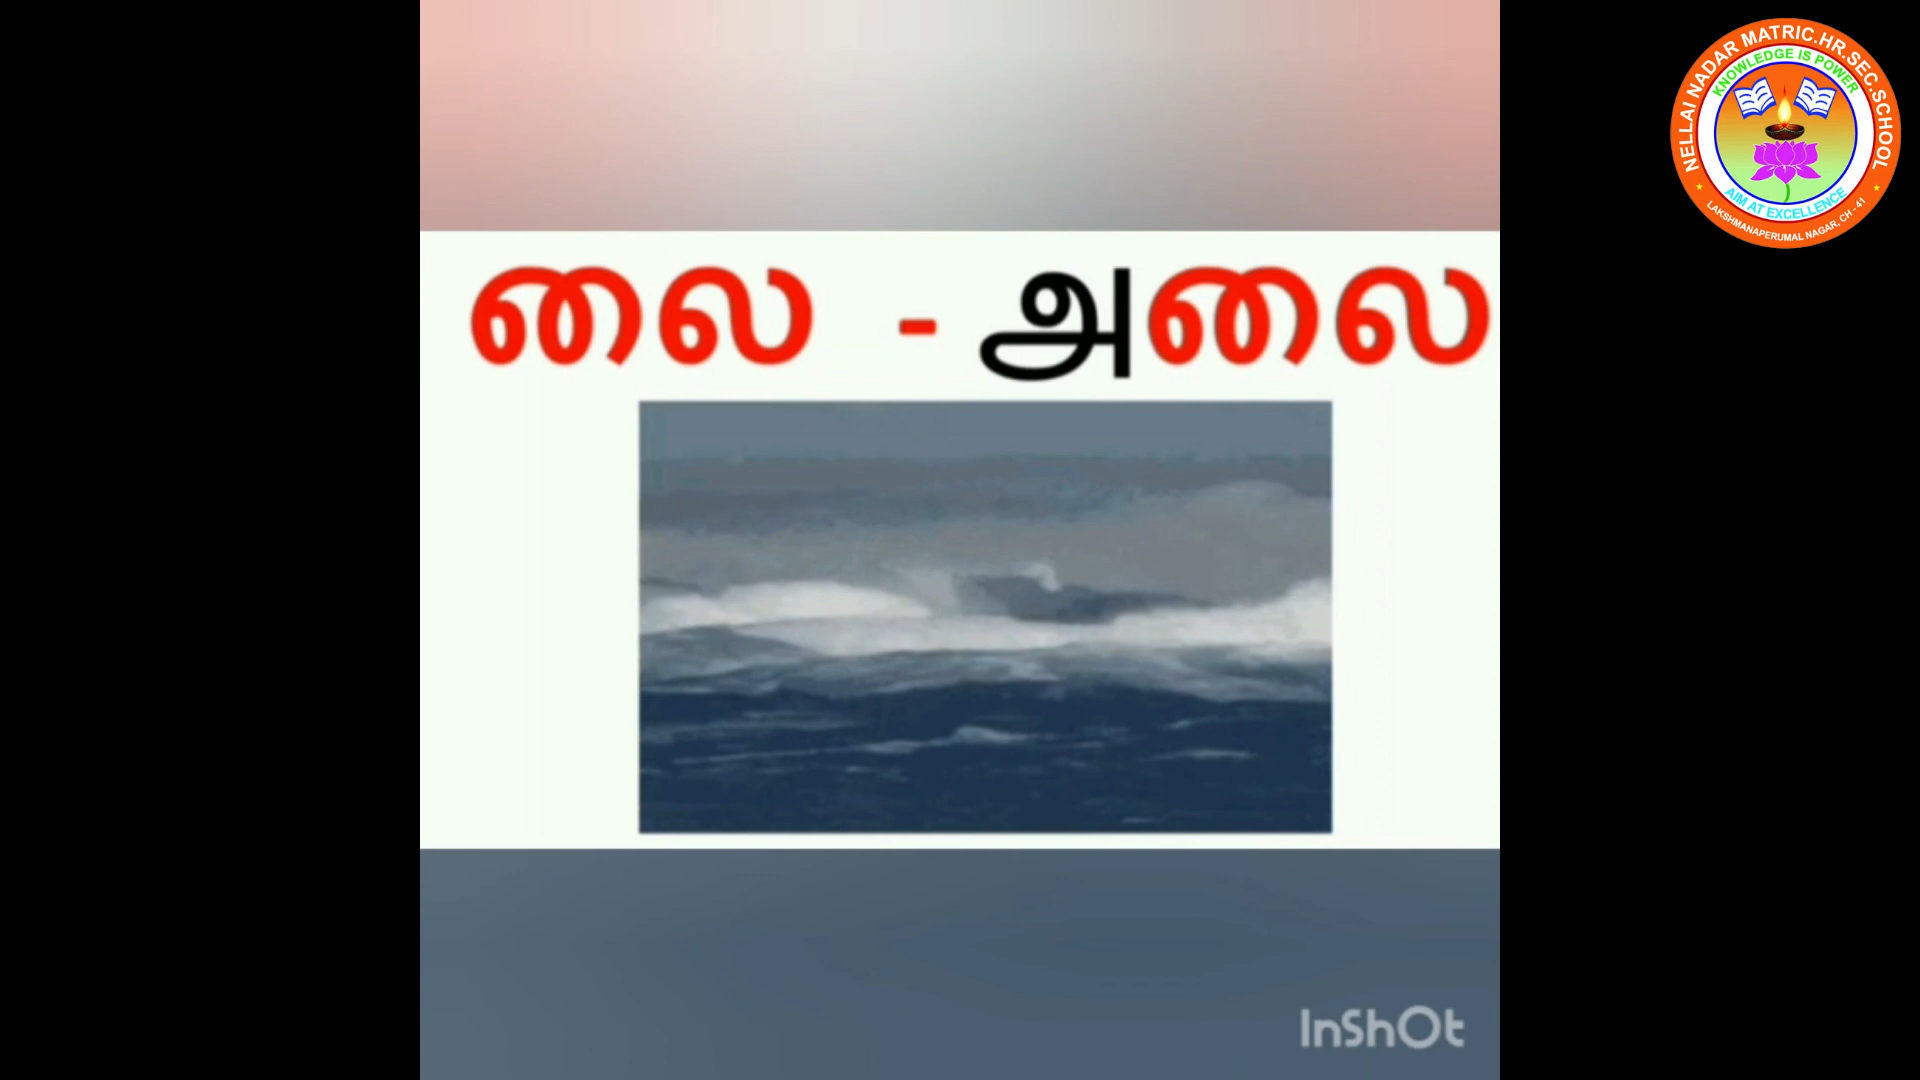 லை - அலை
NELLAI NADAR MATRIC.HR.SEC.SCHOOL
KNOWLEDGE IS POWER
AIM AT EXCELLENCE
LAKSHMANAPERUMAL NAGAR, CH - 41
InShOt